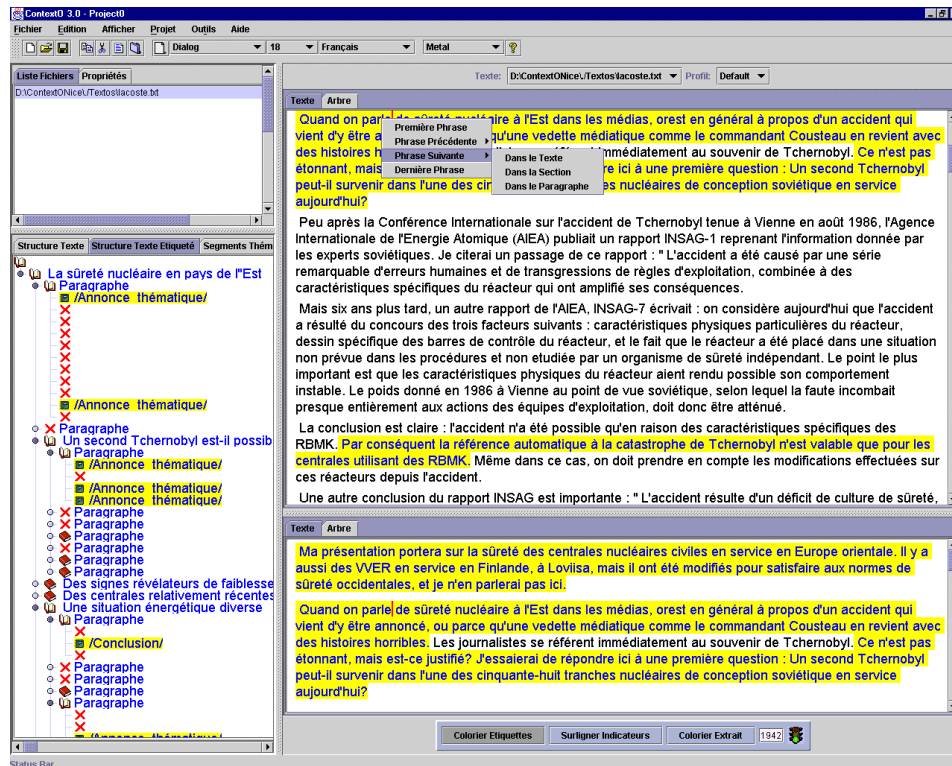 ContextO 3.0 - Project0
Fichier Edition Afficher Projet Outils Aide
Dialog 18 Français Metal
Liste Fichiers Propriétés
D:\ContextONice\./Textos\lacoste.txt
Texte: D:\ContextONice\./Textos\lacoste.txt Profil: Default
Texte Arbre
Quand on parle de sûreté nucléaire à l'Est dans les médias, orest en général à propos d'un accident qui
vient d'y être a qu'une vedette médiatique comme le commandant Cousteau en revient avec
des histoires h immédiatement au souvenir de Tchernobyl. Ce n'est pas
étonnant, mais re ici à une première question : Un second Tchernobyl
peut-il survenir dans l'une des cin es nucléaires de conception soviétique en service
aujourd'hui?
Première Phrase
Phrase Précédente
Phrase Suivante
Dernière Phrase
Dans le Texte
Dans la Section
Dans le Paragraphe
Peu après la Conférence Internationale sur l'accident de Tchernobyl tenue à Vienne en août 1986, l'Agence
Internationale de l'Energie Atomique (AIEA) publiait un rapport INSAG-1 reprenant l'information donnée par
les experts soviétiques. Je citerai un passage de ce rapport : " L'accident a été causé par une série
remarquable d'erreurs humaines et de transgressions de règles d'exploitation, combinée à des
caractéristiques spécifiques du réacteur qui ont amplifié ses conséquences.
Mais six ans plus tard, un autre rapport de l'AIEA, INSAG-7 écrivait : on considère aujourd'hui que l'accident
a résulté du concours des trois facteurs suivants : caractéristiques physiques particulières du réacteur,
dessin spécifique des barres de contrôle du réacteur, et le fait que le réacteur a été placé dans une situation
non prévue dans les procédures et non etudiée par un organisme de sûreté indépendant. Le point le plus
important est que les caractéristiques physiques du réacteur aient rendu possible son comportement
instable. Le poids donné en 1986 à Vienne au point de vue soviétique, selon lequel la faute incombait
presque entièrement aux actions des équipes d'exploitation, doit donc être atténué.
La conclusion est claire : l'accident n'a été possible qu'en raison des caractéristiques spécifiques des
RBMK. Par conséquent la référence automatique à la catastrophe de Tchernobyl n'est valable que pour les
centrales utilisant des RBMK. Même dans ce cas, on doit prendre en compte les modifications effectuées sur
ces réacteurs depuis l'accident.
Une autre conclusion du rapport INSAG est importante : " L'accident résulte d'un déficit de culture de sûreté,
Structure Texte Structure Texte Etiqueté Segments Thém
La sûreté nucléaire en pays de l"Est
Paragraphe
/Annonce thématique/
/Annonce thématique/
Paragraphe
Un second Tchernobyl est-il possib
Paragraphe
/Annonce thématique/
/Annonce thématique/
/Annonce thématique/
Paragraphe
Paragraphe
Paragraphe
Paragraphe
Paragraphe
Des signes révélateurs de faiblesse
Des centrales relativement récentes
Une situation énergétique diverse
Paragraphe
/Conclusion/
Paragraphe
Paragraphe
Paragraphe
Paragraphe
/Annonce thématique/
Texte Arbre
Ma présentation portera sur la sûreté des centrales nucléaires civiles en service en Europe orientale. Il y a
aussi des VVER en service en Finlande, à Loviisa, mais il ont été modifiés pour satisfaire aux normes de
sûreté occidentales, et je n'en parlerai pas ici.
Quand on parle de sûreté nucléaire à l'Est dans les médias, orest en général à propos d'un accident qui
vient d'y être annoncé, ou parce qu'une vedette médiatique comme le commandant Cousteau en revient avec
des histoires horribles. Les journalistes se référent immédiatement au souvenir de Tchernobyl. Ce n'est pas
étonnant, mais est-ce justifié? J'essaierai de répondre ici à une première question : Un second Tchernobyl
peut-il survenir dans l'une des cinquante-huit tranches nucléaires de conception soviétique en service
aujourd'hui?
Colorier Etiquettes Surligner Indicateurs Colorier Extrait 1942
Status Bar